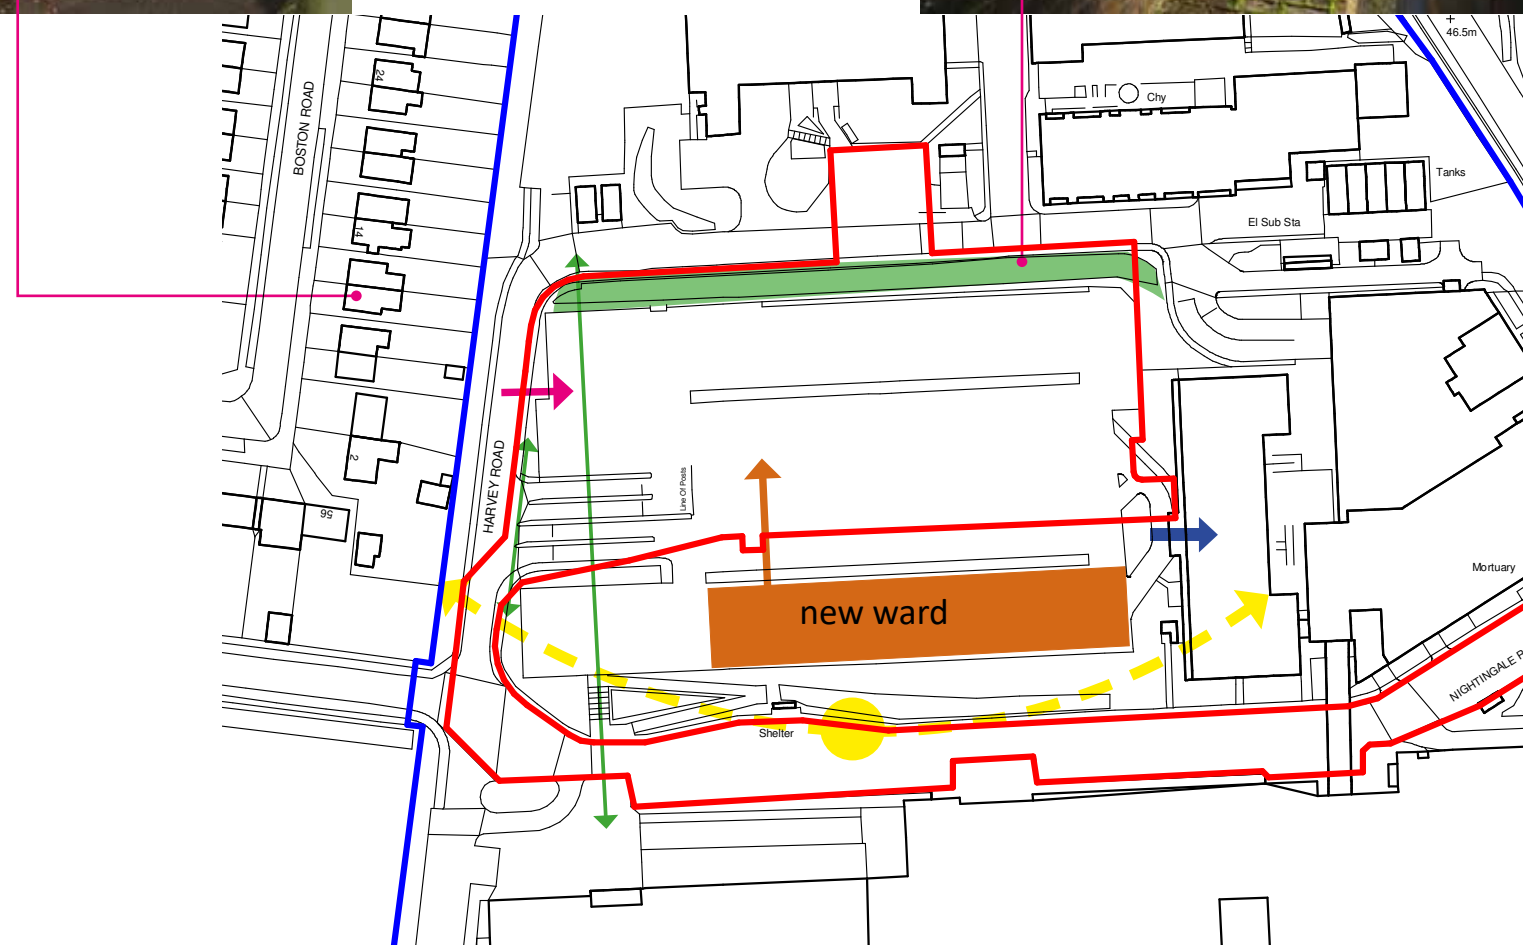 46.5m
24
BOSTON ROAD
Chy
Tanks
14
El Sub Sta
HARVEY ROAD
2
Line Of Posts
56
Mortuary
new ward
NIGHTINGALE
Shelter